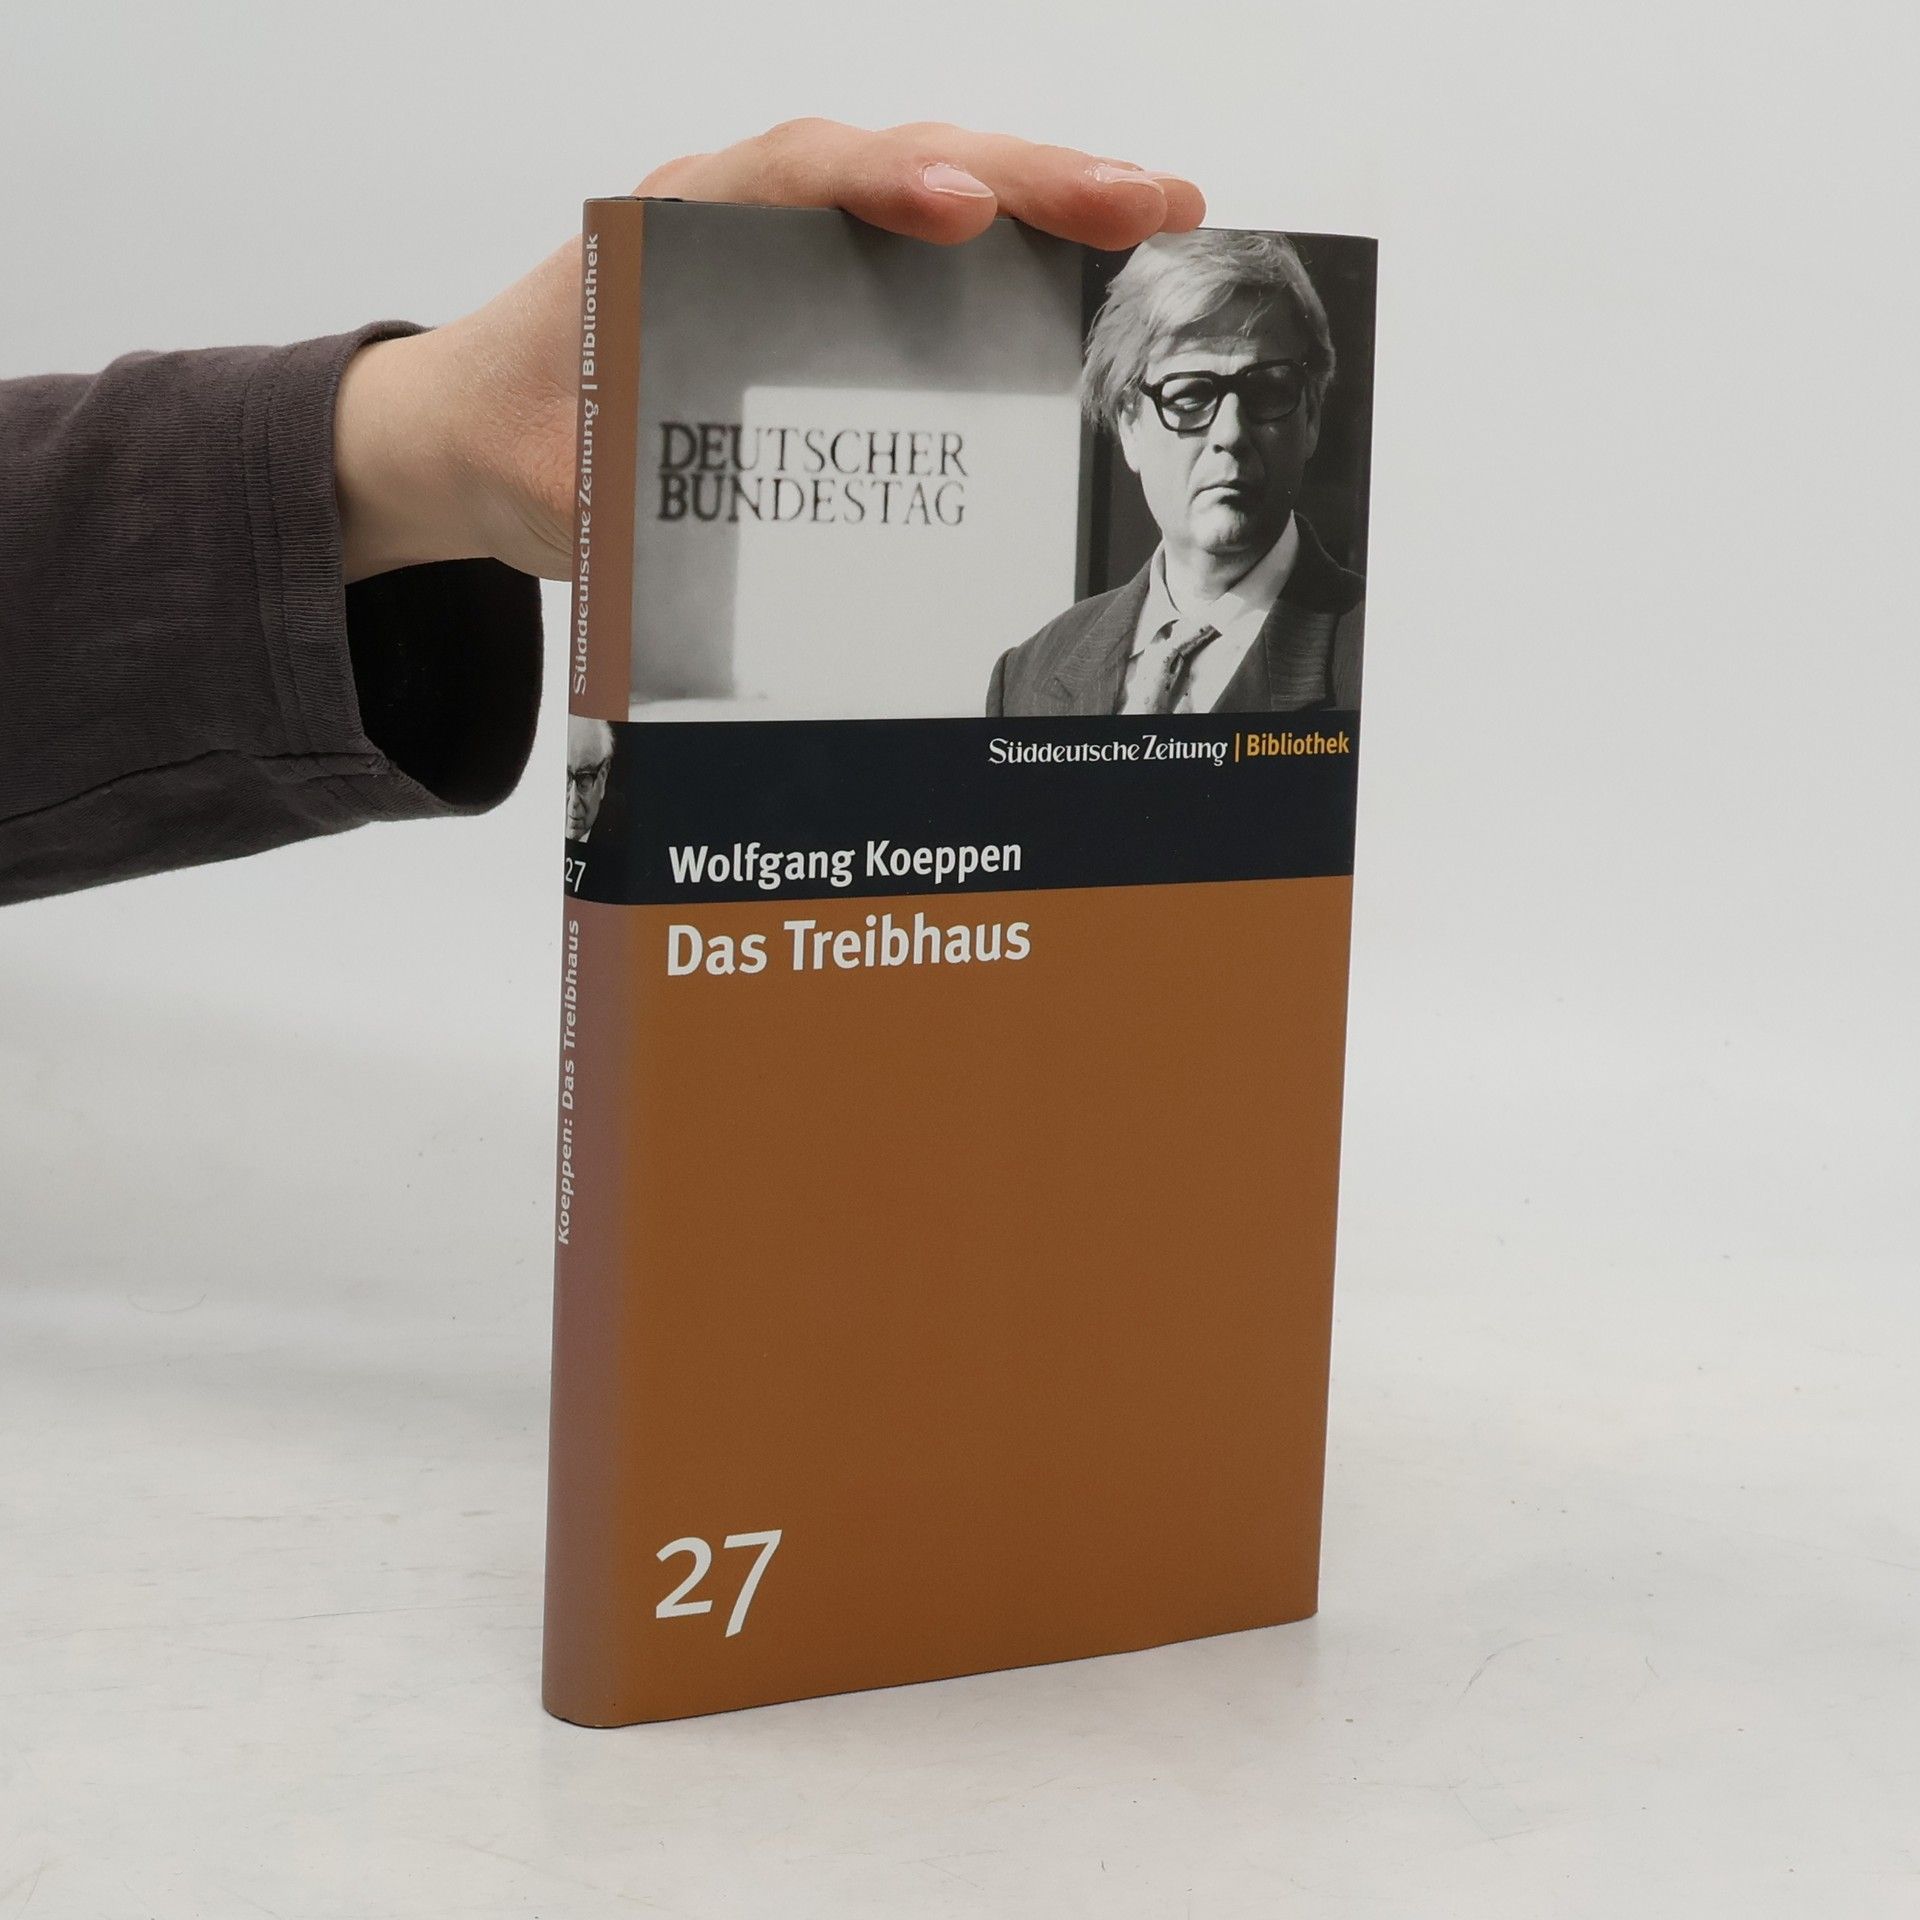 DEUTSCHER
BUNDESTAG
Süddeutsche Zeitung | Bibliothek
Wolfgang Koeppen
Das Treibhaus
27
Süddeutsche Zeitung | Bibliothek
27
Koeppen: Das Treibhaus